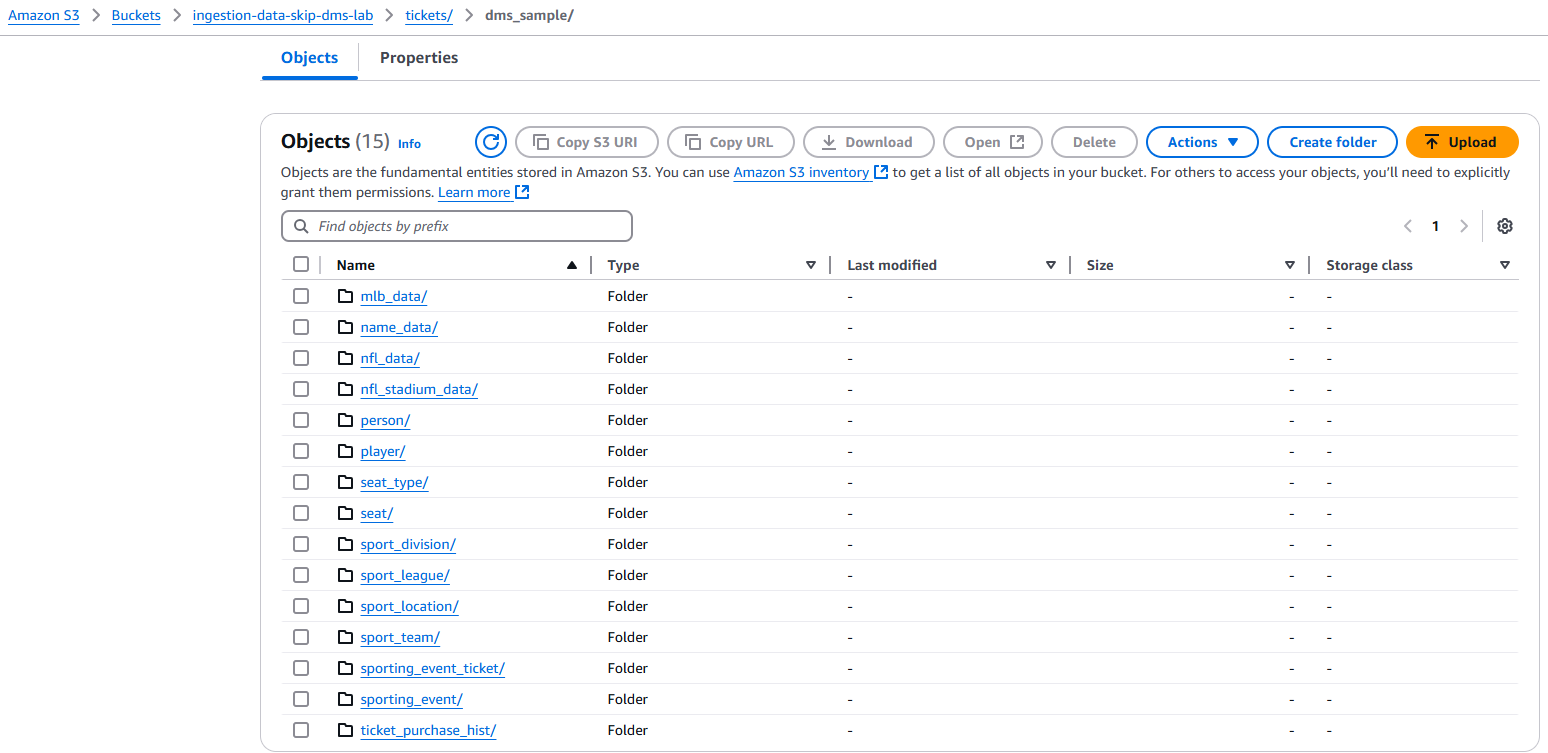 Amazon S3 > Buckets > ingestion-data-skip-dms-lab > tickets/ > dms_sample/
Objects Properties
Objects (15) Info Copy S3 URI Copy URL Download Open Delete Actions Create folder Upload
Objects are the fundamental entities stored in Amazon S3. You can use Amazon S3 inventory to get a list of all objects in your bucket. For others to access your objects, you’ll need to explicitly
grant them permissions. Learn more
Find objects by prefix 1
Name Type Last modified Size Storage class
mlb_data/ Folder - - -
name_data/ Folder - - -
nfl_data/ Folder - - -
nfl_stadium_data/ Folder - - -
person/ Folder - - -
player/ Folder - - -
seat_type/ Folder - - -
seat/ Folder - - -
sport_division/ Folder - - -
sport_league/ Folder - - -
sport_location/ Folder - - -
sport_team/ Folder - - -
sporting_event_ticket/ Folder - - -
sporting_event/ Folder - - -
ticket_purchase_hist/ Folder - - -